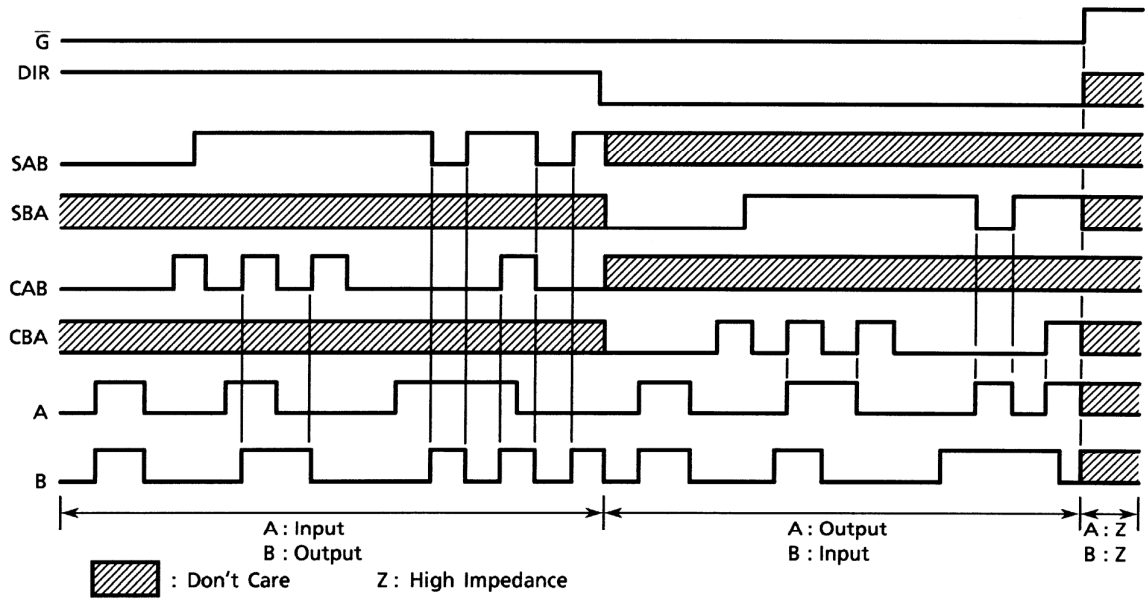 G̅
DIR
SAB
SBA
CAB
CBA
A
B
A : Input
B : Output
A : Output
B : Input
A : Z
B : Z
: Don't Care
Z : High Impedance